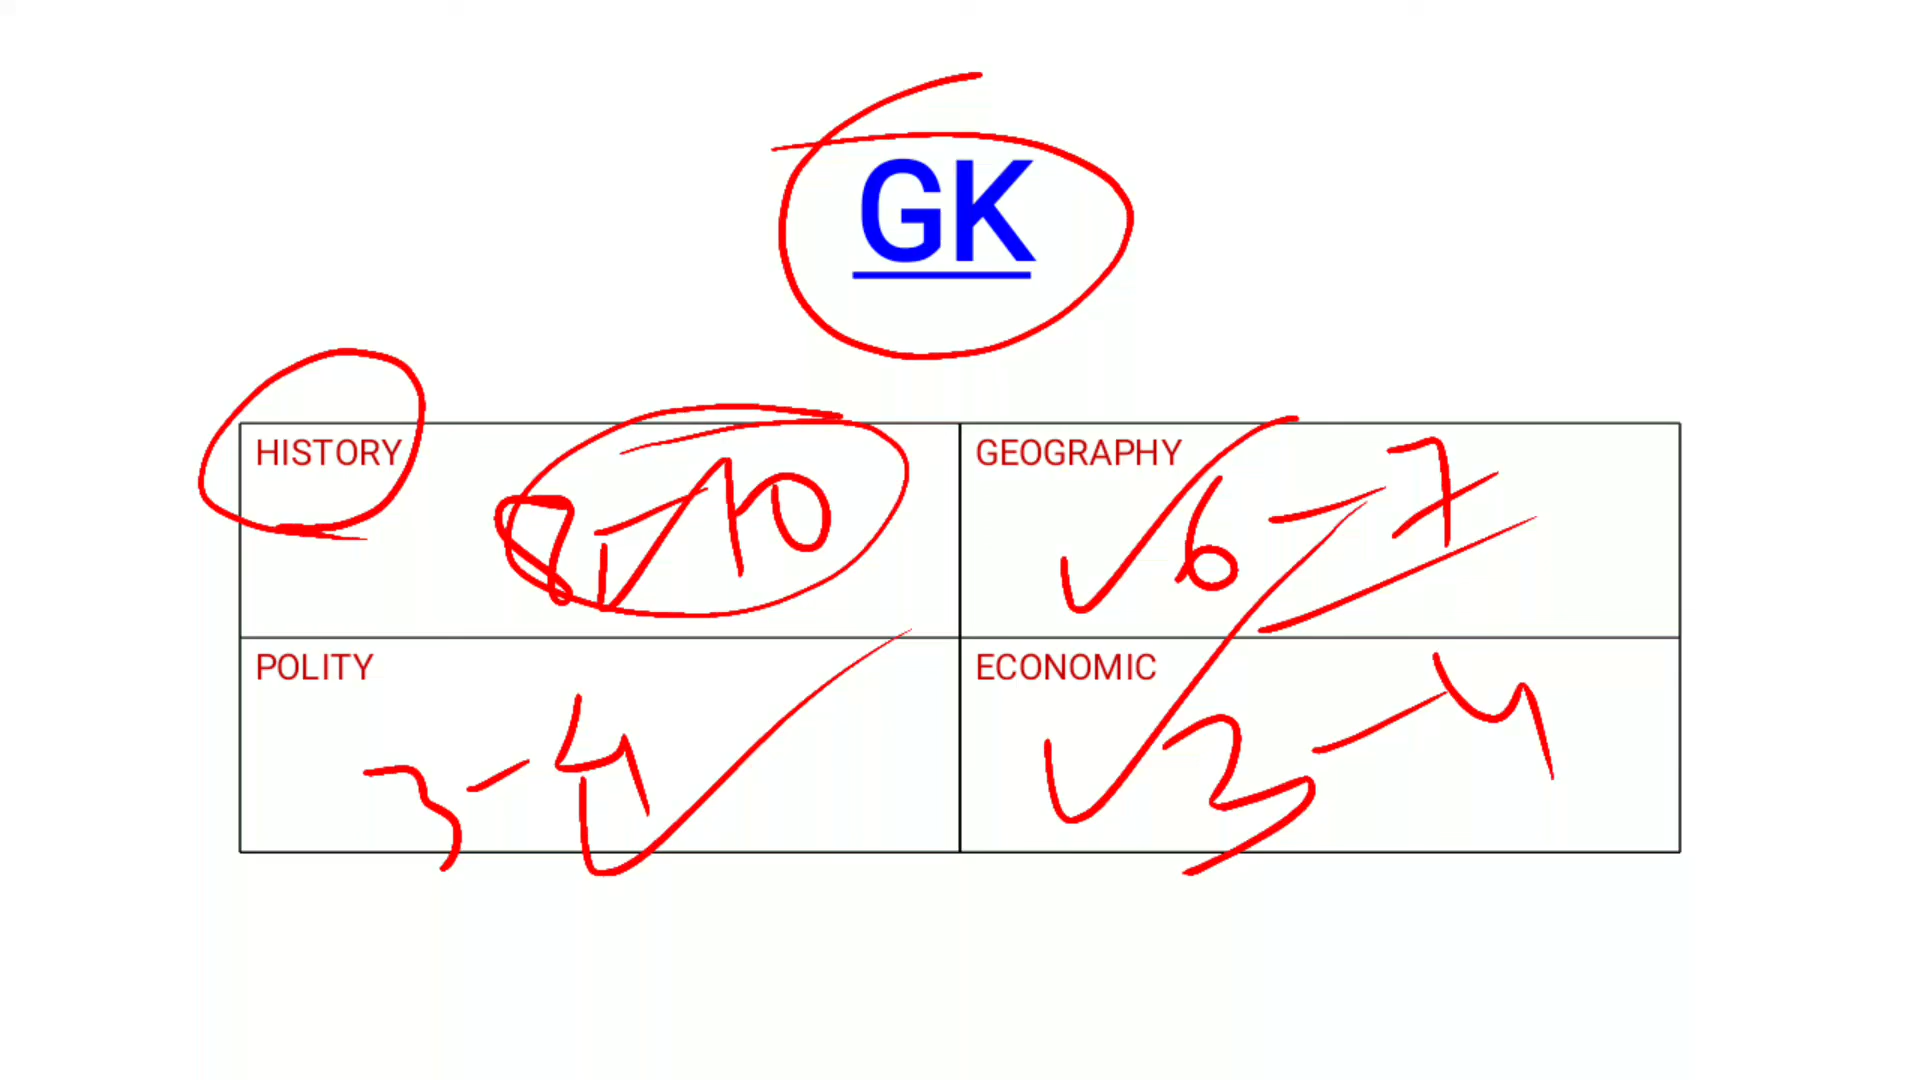 GK
HISTORY
8-10
GEOGRAPHY
6-7
POLITY
3-4
ECONOMIC
3-4